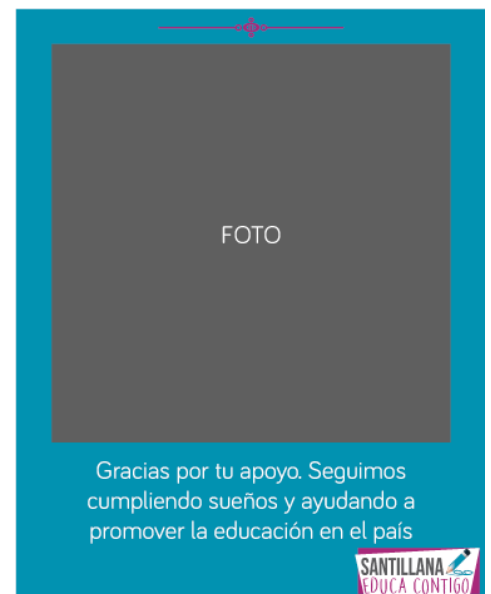 FOTO
Gracias por tu apoyo. Seguimos
cumpliendo sueños y ayudando a
promover la educación en el país
SANTILLANA
EDUCA CONTIGO